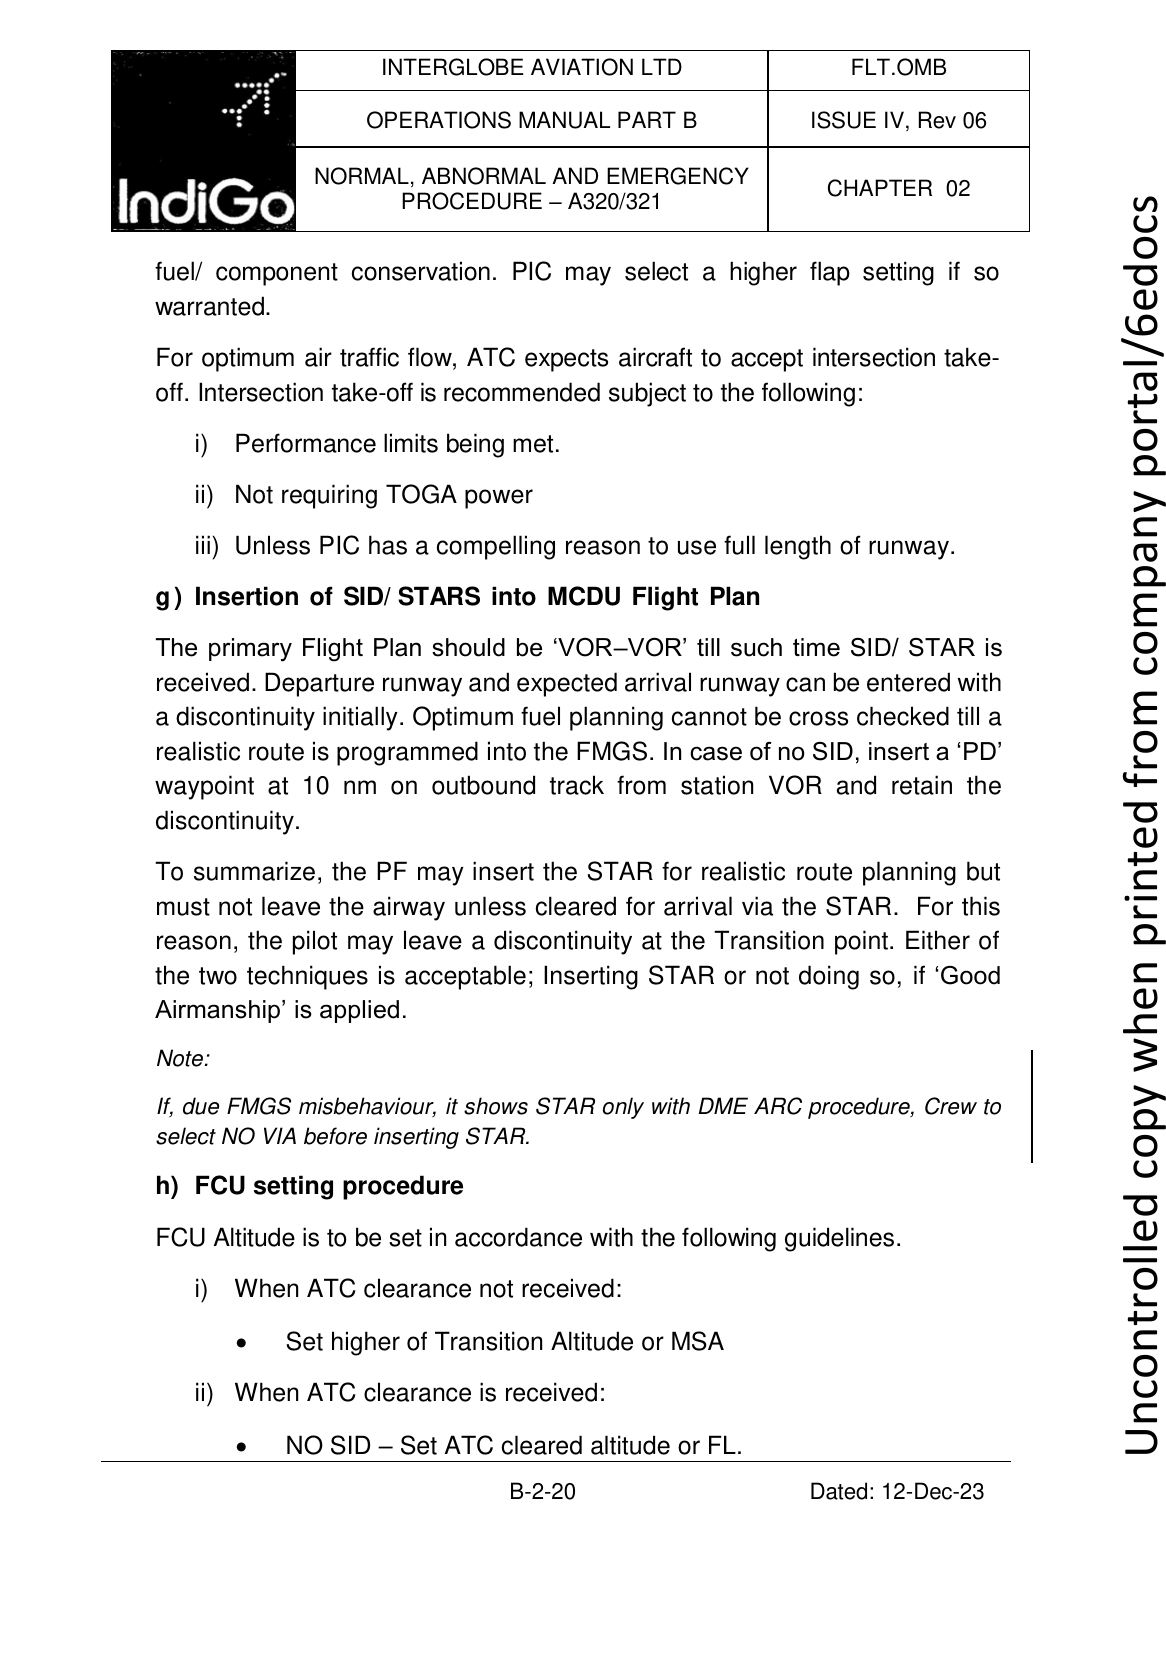 IndiGo
INTERGLOBE AVIATION LTD
FLT.OMB
OPERATIONS MANUAL PART B
ISSUE IV, Rev 06
NORMAL, ABNORMAL AND EMERGENCY
PROCEDURE – A320/321
CHAPTER 02
fuel/ component conservation. PIC may select a higher flap setting if so
warranted.
For optimum air traffic flow, ATC expects aircraft to accept intersection take-
off. Intersection take-off is recommended subject to the following:
i) Performance limits being met.
ii) Not requiring TOGA power
iii) Unless PIC has a compelling reason to use full length of runway.
g) Insertion of SID/ STARS into MCDU Flight Plan
The primary Flight Plan should be ‘VOR–VOR’ till such time SID/ STAR is
received. Departure runway and expected arrival runway can be entered with
a discontinuity initially. Optimum fuel planning cannot be cross checked till a
realistic route is programmed into the FMGS. In case of no SID, insert a ‘PD’
waypoint at 10 nm on outbound track from station VOR and retain the
discontinuity.
To summarize, the PF may insert the STAR for realistic route planning but
must not leave the airway unless cleared for arrival via the STAR. For this
reason, the pilot may leave a discontinuity at the Transition point. Either of
the two techniques is acceptable; Inserting STAR or not doing so, if ‘Good
Airmanship’ is applied.
Note:
If, due FMGS misbehaviour, it shows STAR only with DME ARC procedure, Crew to
select NO VIA before inserting STAR.
h) FCU setting procedure
FCU Altitude is to be set in accordance with the following guidelines.
i) When ATC clearance not received:
• Set higher of Transition Altitude or MSA
ii) When ATC clearance is received:
• NO SID – Set ATC cleared altitude or FL.
B-2-20
Dated: 12-Dec-23
Uncontrolled copy when printed from company portal/6edocs